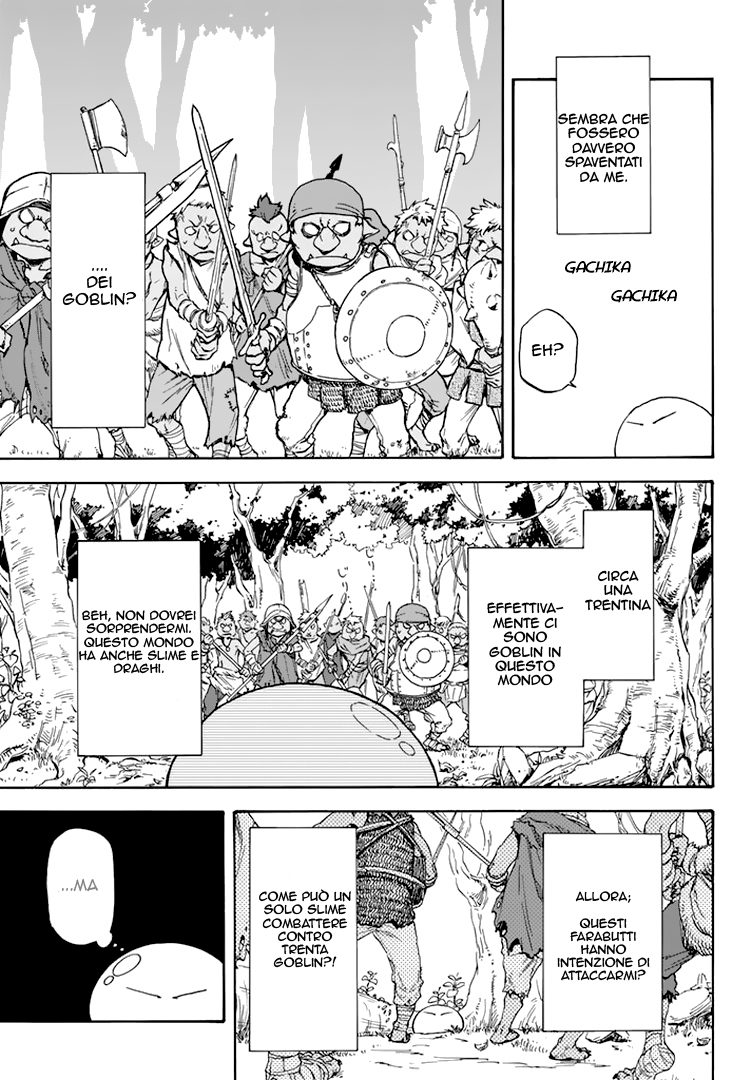 SEMBRA CHE
FOSSERO
DAVVERO
SPAVENTATI
DA ME.
GACHIKA
GACHIKA
EH?
....
DEI
GOBLIN?
CIRCA
UNA
TRENTINA
EFFETTIVA-
MENTE CI
SONO
GOBLIN IN
QUESTO
MONDO
BEH, NON DOVREI
SORPRENDERMI.
QUESTO MONDO
HA ANCHE SLIME E
DRAGHI.
ALLORA;
QUESTI
FARABUTTI
HANNO
INTENZIONE DI
ATTACCARMI?
COME PUÒ UN
SOLO SLIME
COMBATTERE
CONTRO
TRENTA
GOBLIN?!
...MA